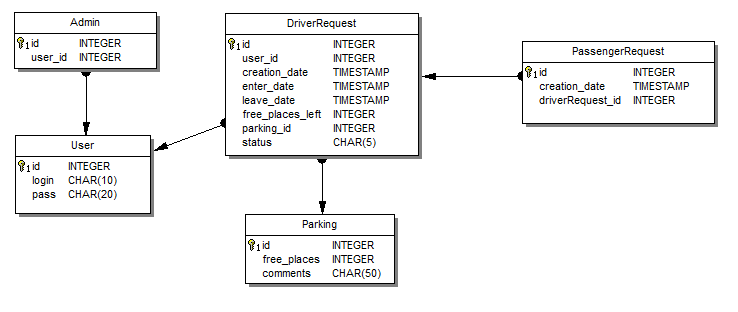 Admin
1 id INTEGER
user_id INTEGER
DriverRequest
1 id INTEGER
user_id INTEGER
creation_date TIMESTAMP
enter_date TIMESTAMP
leave_date TIMESTAMP
free_places_left INTEGER
parking_id INTEGER
status CHAR(5)
PassengerRequest
1 id INTEGER
creation_date TIMESTAMP
driverRequest_id INTEGER
User
1 id INTEGER
login CHAR(10)
pass CHAR(20)
Parking
1 id INTEGER
free_places INTEGER
comments CHAR(50)